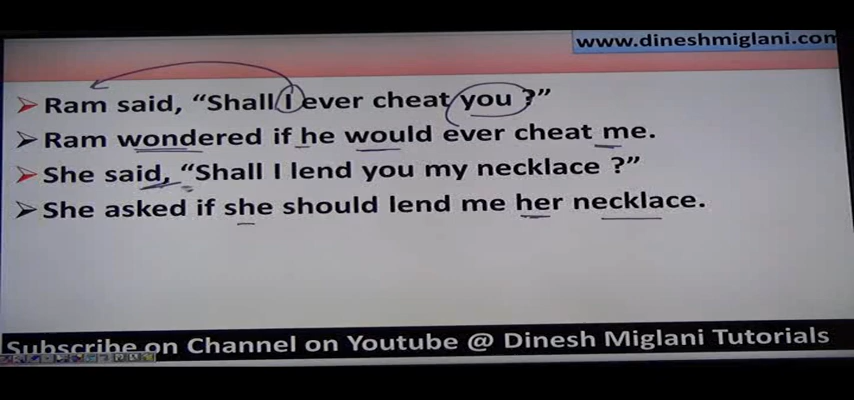 www.dineshmiglani.com
Ram said, “Shall I ever cheat you ?”
Ram wondered if he would ever cheat me.
She said, “Shall I lend you my necklace ?”
She asked if she should lend me her necklace.
Subscribe on Channel on Youtube @ Dinesh Miglani Tutorials